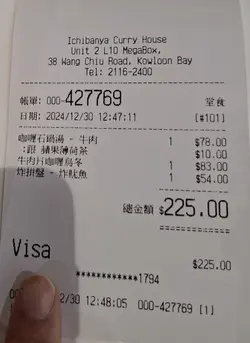 Ichibanya Curry House
Unit 2 L10 MegaBox,
38 Wang Chiu Road, Kowloon Bay
Tel: 2116-2400
帳單: 000-427769 堂食
日期: 2024/12/30 12:47:11 [#101]
咖喱石鍋湯 - 牛肉 1 $78.00
:跟 蘋果薄荷茶 $10.00
牛肉片咖喱烏冬 1 $83.00
炸拼盤 - 炸魷魚 1 $54.00
總金額 $225.00
Visa $225.00
************1794
12/30 12:48:05 000-427769 [1]